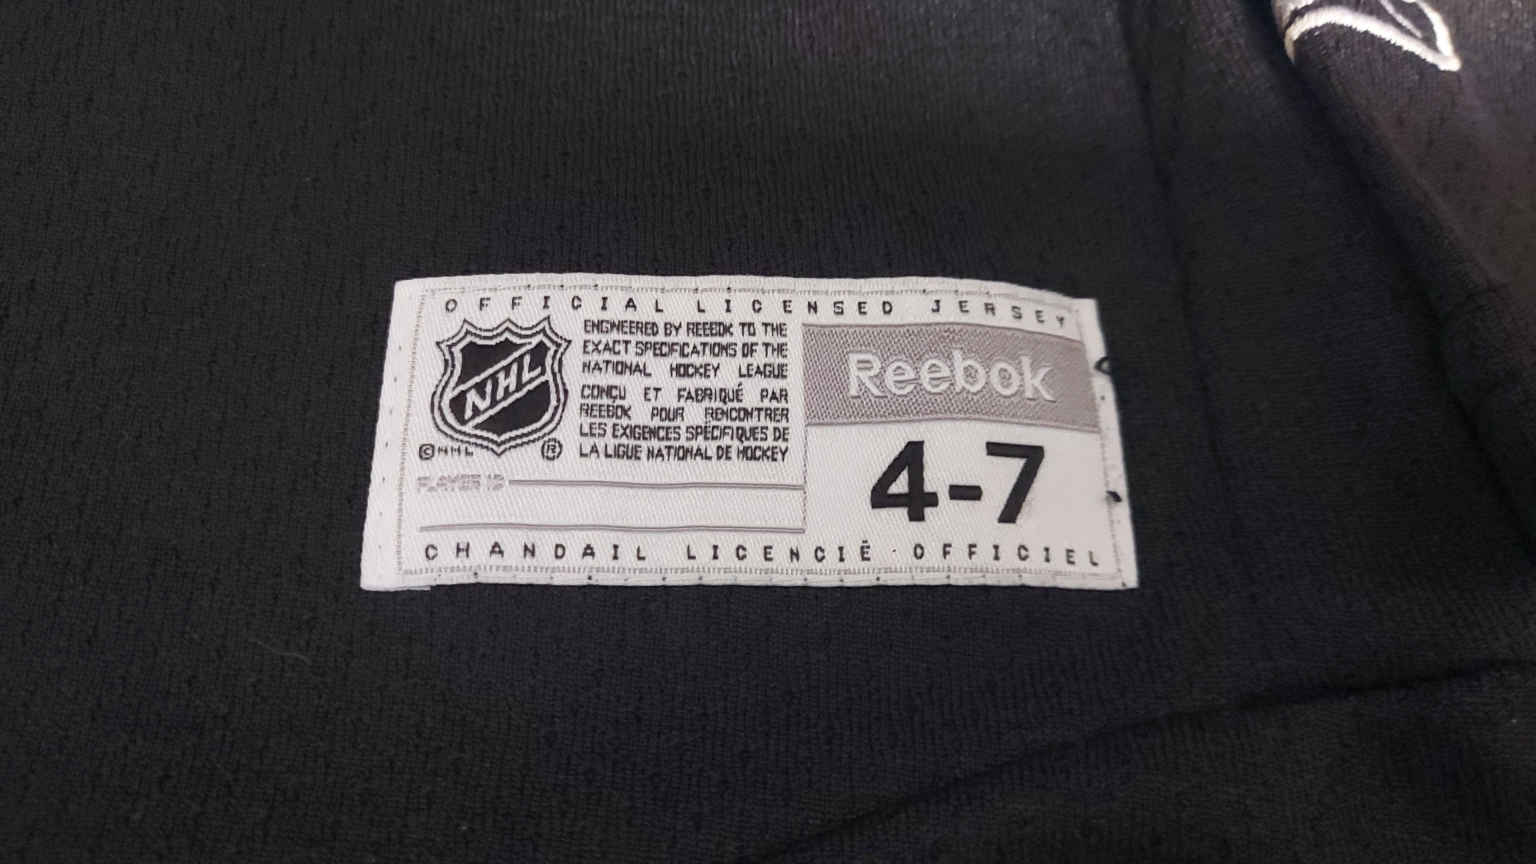 OFFICIAL LICENSED JERSEY
NHL
ENGINEERED BY REEBOK TO THE
EXACT SPECIFICATIONS OF THE
NATIONAL HOCKEY LEAGUE
CONÇU ET FABRIQUÉ PAR
REEBOK POUR RENCONTRER
LES EXIGENCES SPÉCIFIQUES DE
LA LIGUE NATIONAL DE HOCKEY
©NHL ®
PLAYER ID
Reebok
4-7
CHANDAIL LICENCIÉ · OFFICIEL